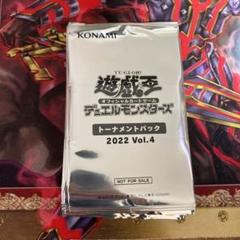 KONAMI
YU-GI-OH!
遊戯王
オフィシャルカードゲーム
デュエルモンスターズ
トーナメントパック
2022 Vol.4
NOT FOR SALE